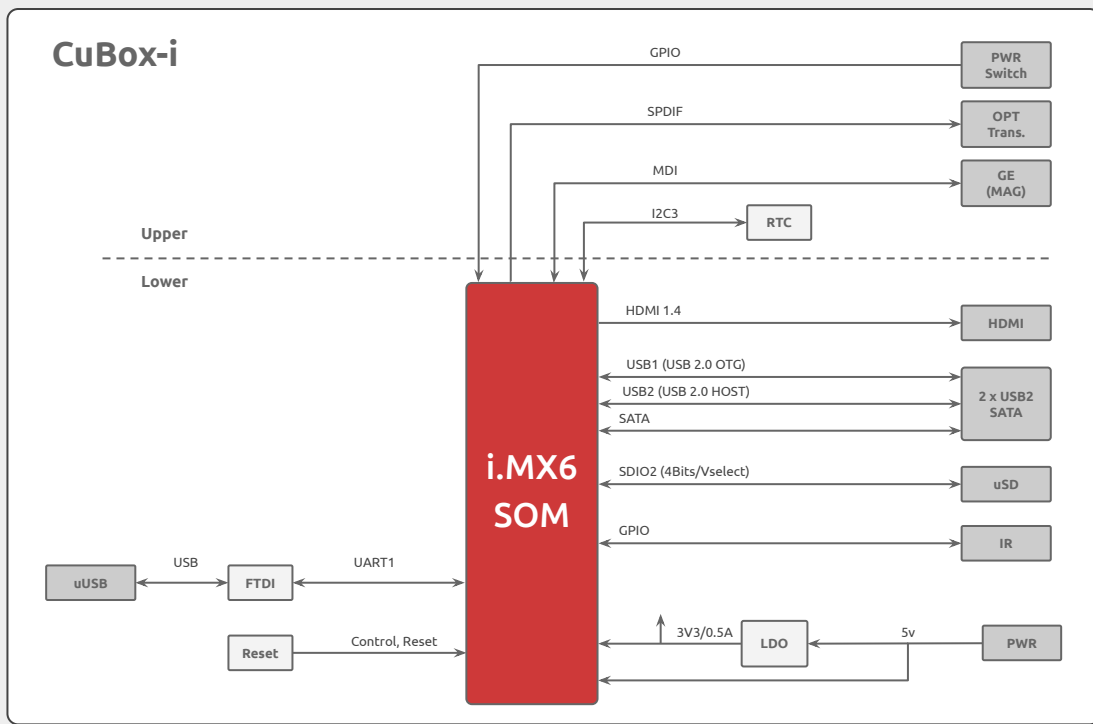 CuBox-i
GPIO
PWR
Switch
SPDIF
OPT
Trans.
MDI
GE
(MAG)
I2C3
RTC
Upper
Lower
HDMI 1.4
HDMI
USB1 (USB 2.0 OTG)
USB2 (USB 2.0 HOST)
SATA
2 x USB2
SATA
i.MX6
SOM
SDIO2 (4Bits/Vselect)
uSD
GPIO
IR
uUSB
USB
FTDI
UART1
Reset
Control, Reset
3V3/0.5A
LDO
5v
PWR